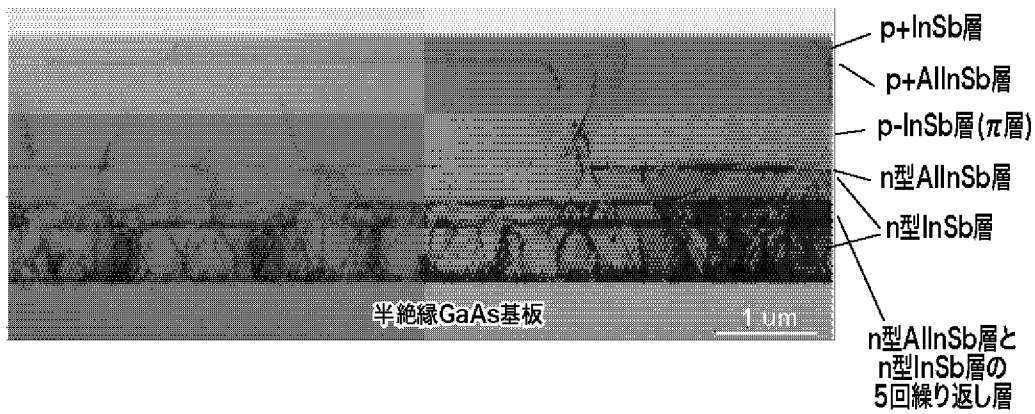 p+InSb層
p+AlInSb層
p-InSb層(π層)
n型AlInSb層
n型InSb層
半絶縁GaAs基板
1 um
n型AlInSb層と
n型InSb層の
5回繰り返し層